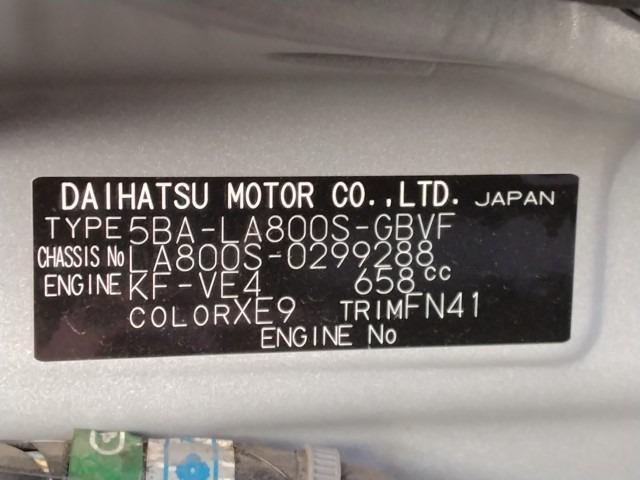 DAIHATSU MOTOR CO.,LTD. JAPAN
TYPE 5BA-LA800S-GBVF
CHASSIS No LA800S-0299288
ENGINE KF-VE4 658cc
COLOR XE9 TRIM FN41
ENGINE No